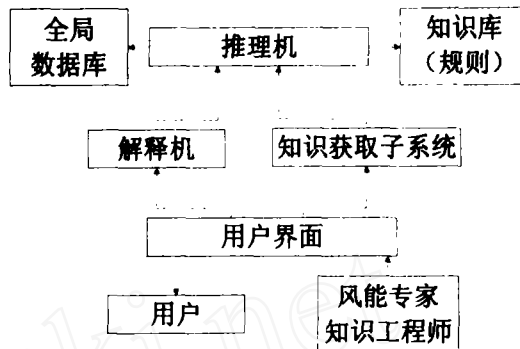 全局
数据库
推理机
知识库
(规则)
解释机
知识获取子系统
用户界面
用户
风能专家
知识工程师